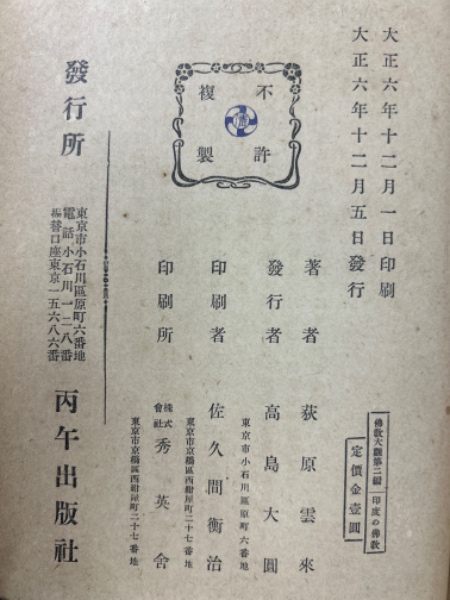 大正六年十二月一日印刷
大正六年十二月五日發行
不許
複製
佛教大觀第二編 印度の佛教
定價金壹圓
著者 荻原雲來
發行者 高島大圓
東京市小石川區原町六番地
印刷者 佐久間衡治
東京市京橋區西紺屋町二十七番地
印刷所 株式會社 秀英舍
東京市京橋區西紺屋町二十七番地
發行所
東京市小石川區原町六番地
電話小石川一二八番
振替口座東京一五六八六番
丙午出版社